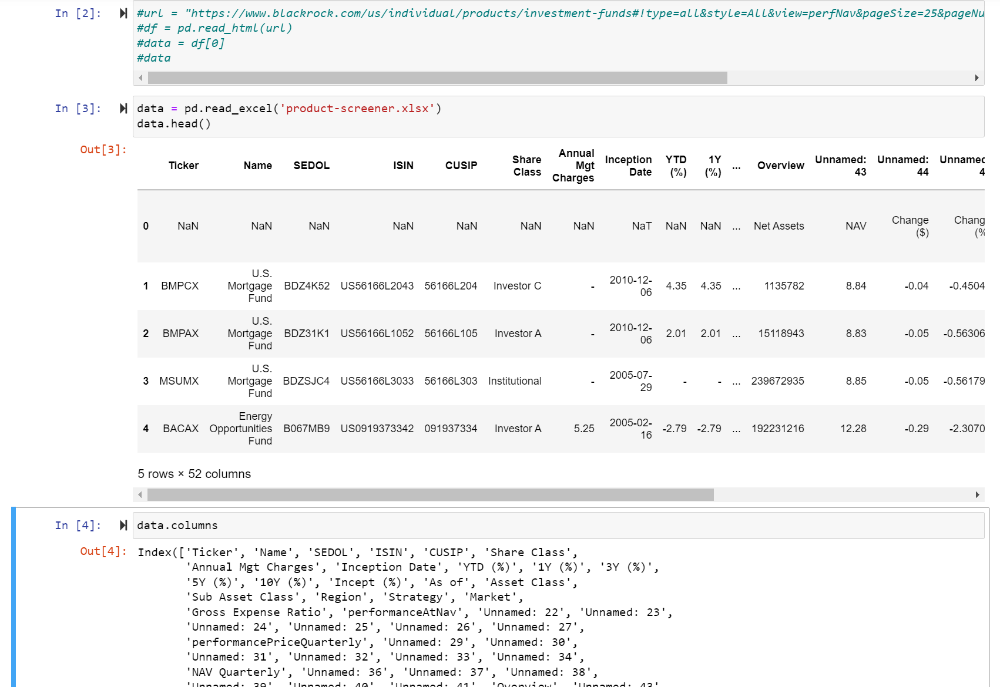 In [2]:
#url = "https://www.blackrock.com/us/individual/products/investment-funds#!type=all&style=All&view=perfNav&pageSize=25&pageNu
#df = pd.read_html(url)
#data = df[0]
#data
In [3]:
data = pd.read_excel('product-screener.xlsx')
data.head()
Out[3]:
Ticker Name SEDOL ISIN CUSIP Share Class Annual Mgt Charges Inception Date YTD (%) 1Y (%) ... Overview Unnamed: 43 Unnamed: 44 Unnamed 4
0 NaN NaN NaN NaN NaN NaN NaN NaT NaN NaN ... Net Assets NAV Change ($) Chang (%
1 BMPCX U.S. Mortgage Fund BDZ4K52 US56166L2043 56166L204 Investor C - 2010-12-06 4.35 4.35 ... 1135782 8.84 -0.04 -0.4504
2 BMPAX U.S. Mortgage Fund BDZ31K1 US56166L1052 56166L105 Investor A - 2010-12-06 2.01 2.01 ... 15118943 8.83 -0.05 -0.56306
3 MSUMX U.S. Mortgage Fund BDZSJC4 US56166L3033 56166L303 Institutional - 2005-07-29 - - ... 239672935 8.85 -0.05 -0.56179
4 BACAX Energy Opportunities Fund B067MB9 US0919373342 091937334 Investor A 5.25 2005-02-16 -2.79 -2.79 ... 192231216 12.28 -0.29 -2.3070
5 rows × 52 columns
In [4]:
data.columns
Out[4]:
Index(['Ticker', 'Name', 'SEDOL', 'ISIN', 'CUSIP', 'Share Class',
'Annual Mgt Charges', 'Inception Date', 'YTD (%)', '1Y (%)', '3Y (%)',
'5Y (%)', '10Y (%)', 'Incept (%)', 'As of', 'Asset Class',
'Sub Asset Class', 'Region', 'Strategy', 'Market',
'Gross Expense Ratio', 'performanceAtNav', 'Unnamed: 22', 'Unnamed: 23',
'Unnamed: 24', 'Unnamed: 25', 'Unnamed: 26', 'Unnamed: 27',
'performancePriceQuarterly', 'Unnamed: 29', 'Unnamed: 30',
'Unnamed: 31', 'Unnamed: 32', 'Unnamed: 33', 'Unnamed: 34',
'NAV Quarterly', 'Unnamed: 36', 'Unnamed: 37', 'Unnamed: 38',
'Unnamed: 39', 'Unnamed: 40', 'Unnamed: 41', 'Overview', 'Unnamed: 43',